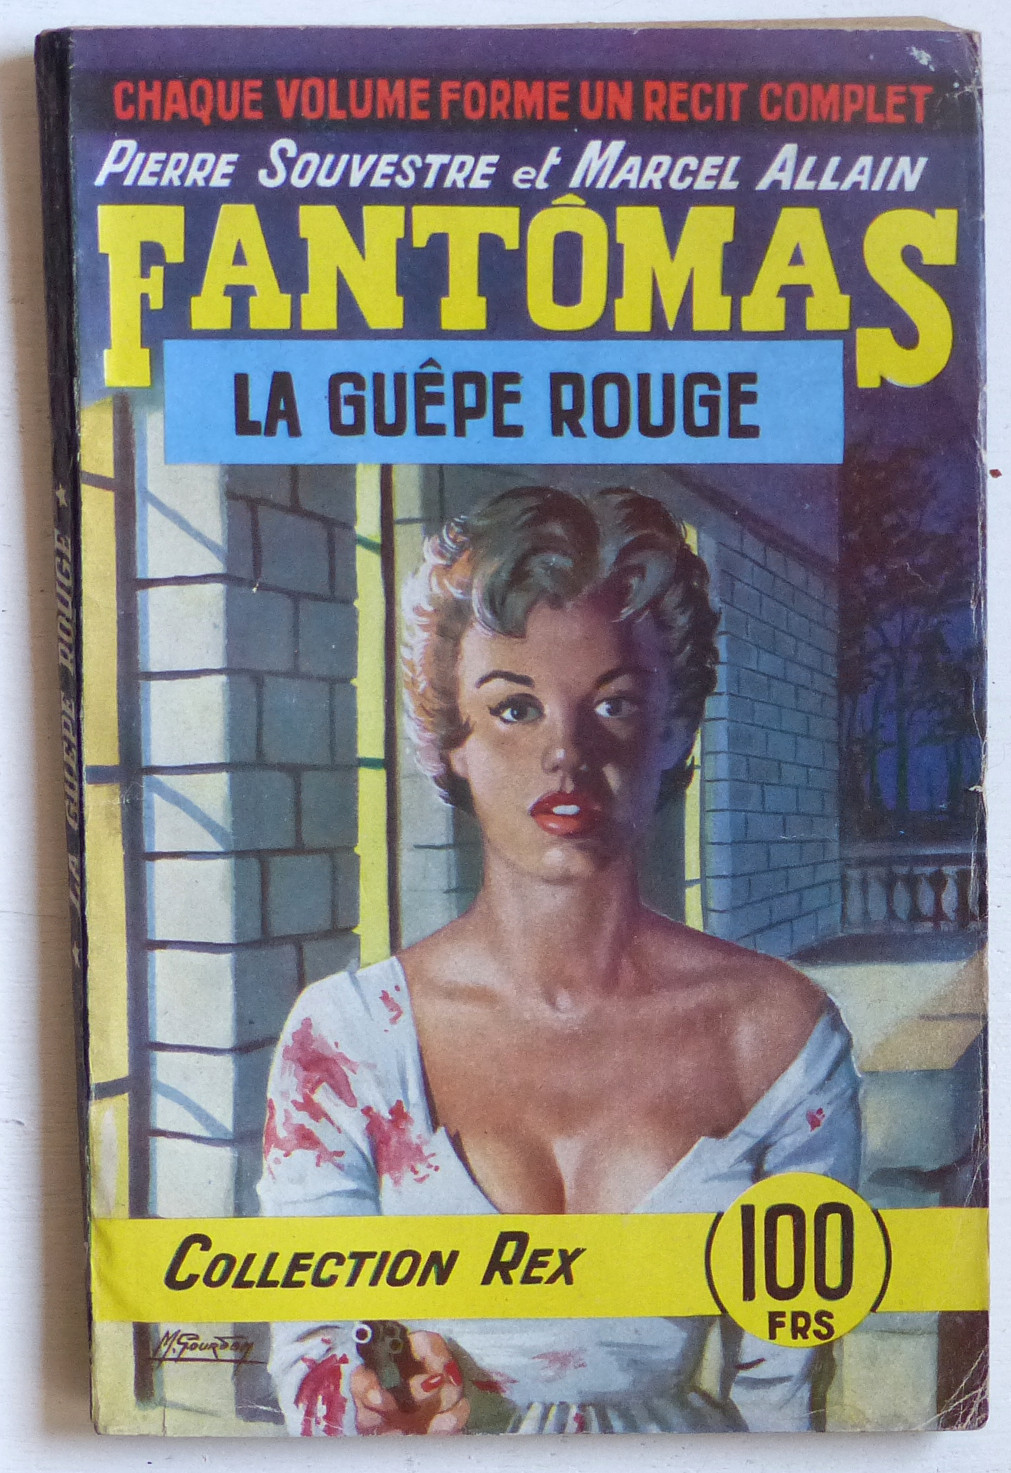 CHAQUE VOLUME FORME UN RECIT COMPLET
PIERRE SOUVESTRE et MARCEL ALLAIN
FANTÔMAS
LA GUÊPE ROUGE
★ LA GUEPE ROUGE ★
COLLECTION REX
100
FRS
M. GOURDON